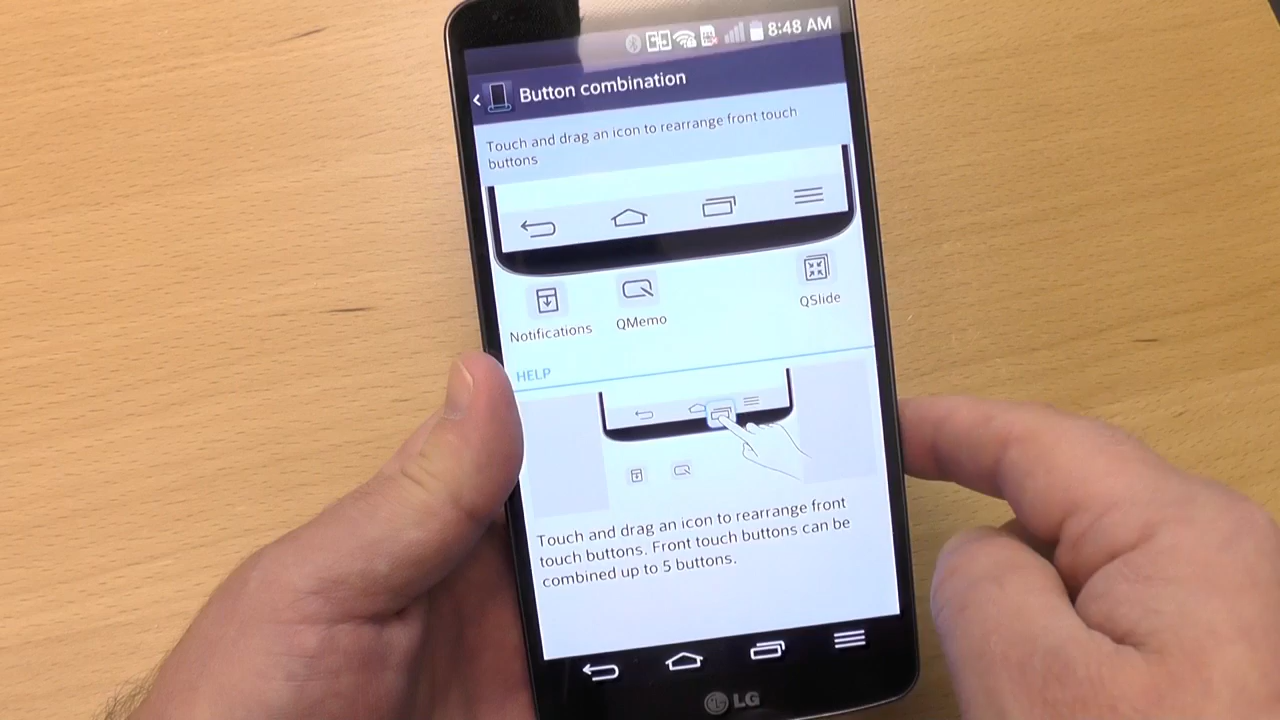 8:48 AM
Button combination
Touch and drag an icon to rearrange front touch
buttons
Notifications
QMemo
QSlide
HELP
Touch and drag an icon to rearrange front
touch buttons. Front touch buttons can be
combined up to 5 buttons.
LG